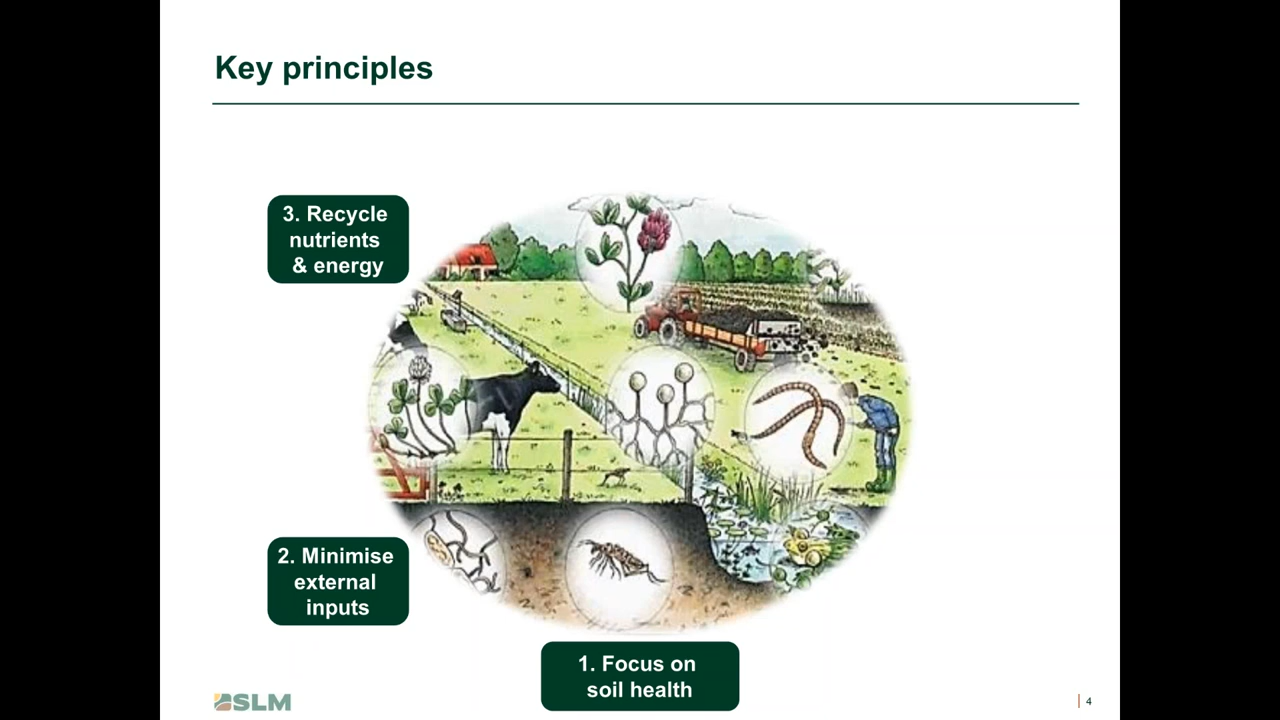 Key principles
3. Recycle
nutrients
& energy
2. Minimise
external
inputs
1. Focus on
soil health
SLM
4